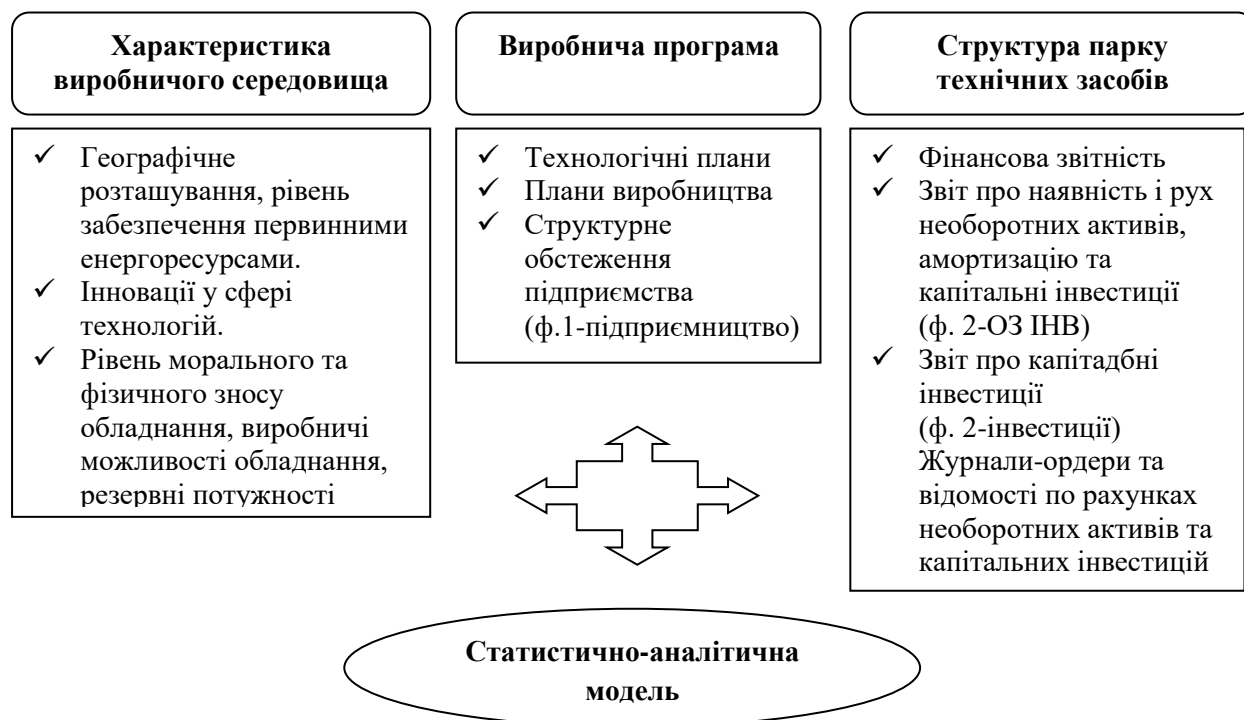 Характеристика
виробничого середовища
Виробнича програма
Структура парку
технічних засобів
✓ Географічне
розташування, рівень
забезпечення первинними
енергоресурсами.
✓ Інновації у сфері
технологій.
✓ Рівень морального та
фізичного зносу
обладнання, виробничі
можливості обладнання,
резервні потужності
✓ Технологічні плани
✓ Плани виробництва
✓ Структурне
обстеження
підприємства
(ф.1-підприємництво)
✓ Фінансова звітність
✓ Звіт про наявність і рух
необоротних активів,
амортизацію та
капітальні інвестиції
(ф. 2-ОЗ ІНВ)
✓ Звіт про капітадбні
інвестиції
(ф. 2-інвестиції)
Журнали-ордери та
відомості по рахунках
необоротних активів та
капітальних інвестицій
Статистично-аналітична
модель